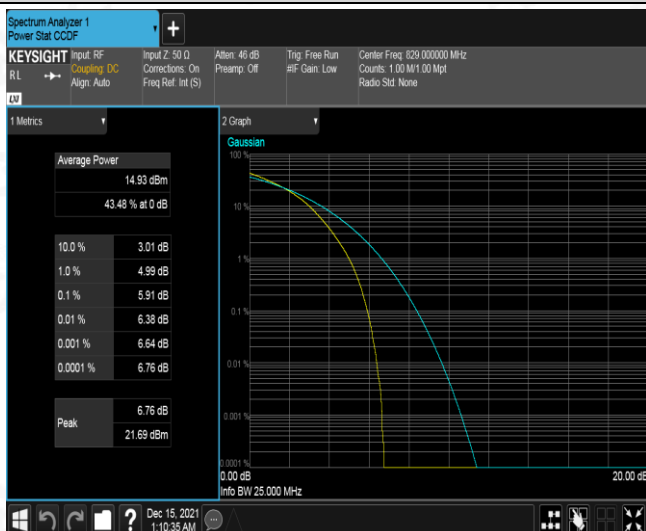 Spectrum Analyzer 1
Power Stat CCDF
+
KEYSIGHT Input: RF Input Z: 50 Ω Atten: 46 dB Trig: Free Run Center Freq: 829.000000 MHz
RL Coupling: DC Corrections: On Preamp: Off #IF Gain: Low Counts: 1.00 M/1.00 Mpt
Align: Auto Freq Ref: Int (S) Radio Std: None
LXI
1 Metrics
Average Power
14.93 dBm
43.48 % at 0 dB
10.0 % 3.01 dB
1.0 % 4.99 dB
0.1 % 5.91 dB
0.01 % 6.38 dB
0.001 % 6.64 dB
0.0001 % 6.76 dB
Peak 6.76 dB
21.69 dBm
2 Graph
Gaussian
100 %
10 %
1 %
0.1 %
0.01 %
0.001 %
0.0001 %
0.00 dB 20.00 dB
Info BW 25.000 MHz
? Dec 15, 2021
1:10:35 AM